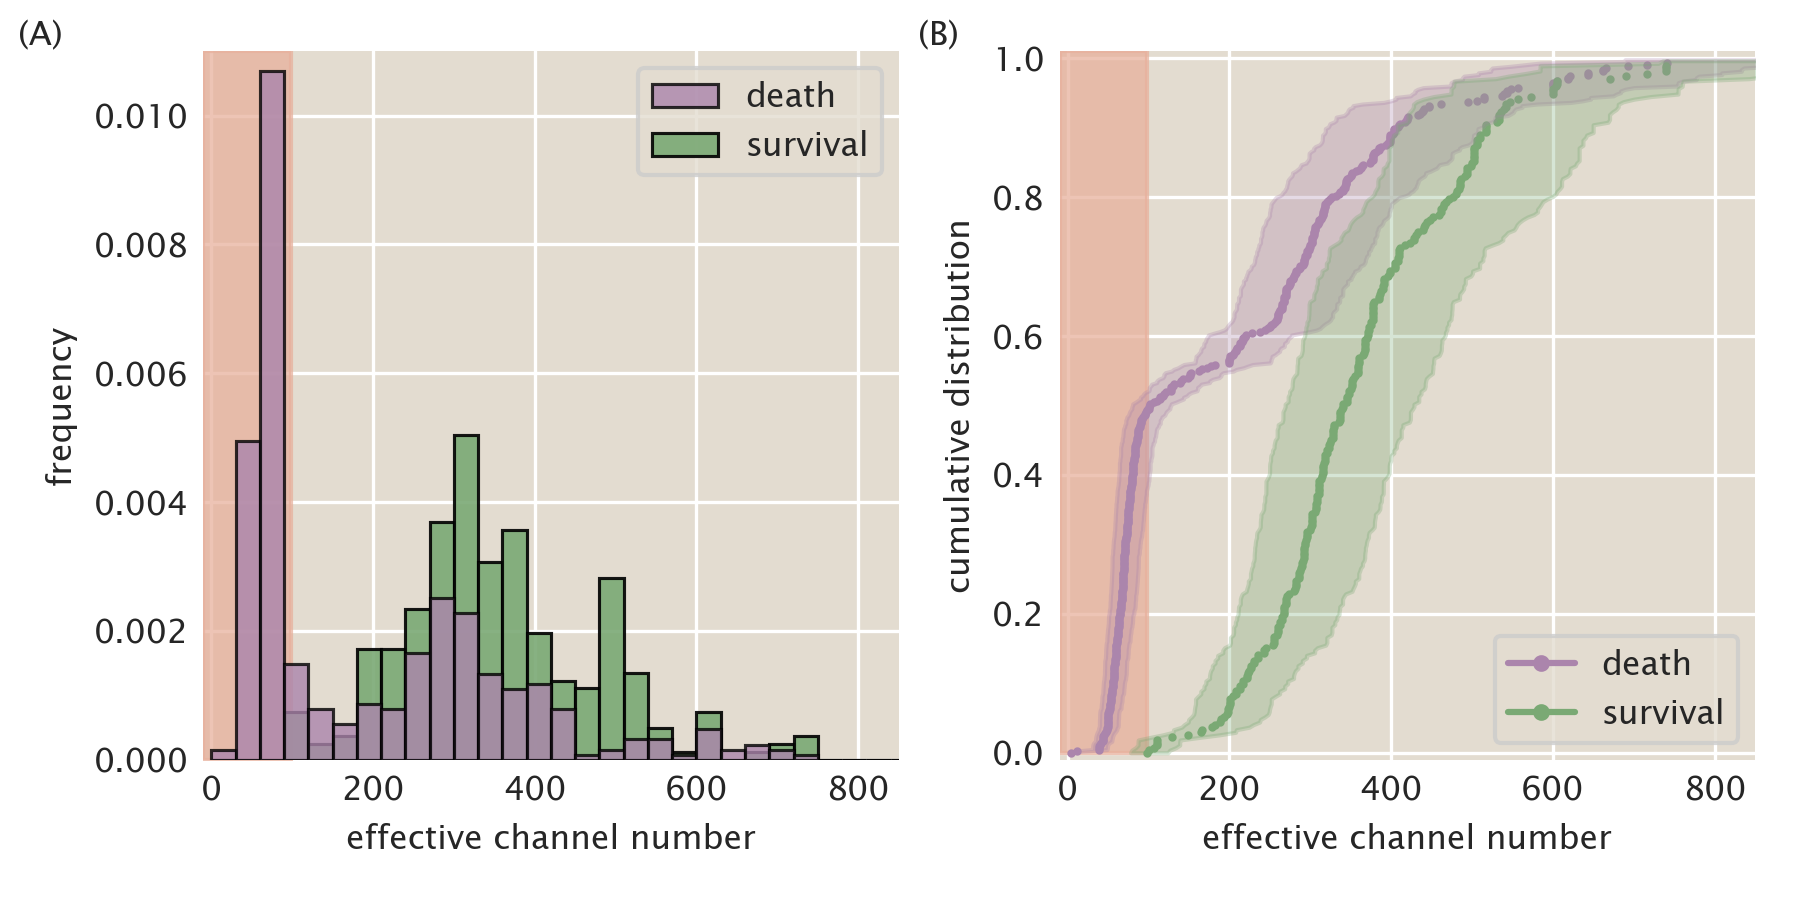 (A)
death
survival
0.010
0.008
0.006
0.004
0.002
0.000
frequency
0
200
400
600
800
effective channel number
(B)
1.0
0.8
0.6
0.4
0.2
0.0
cumulative distribution
death
survival
0
200
400
600
800
effective channel number